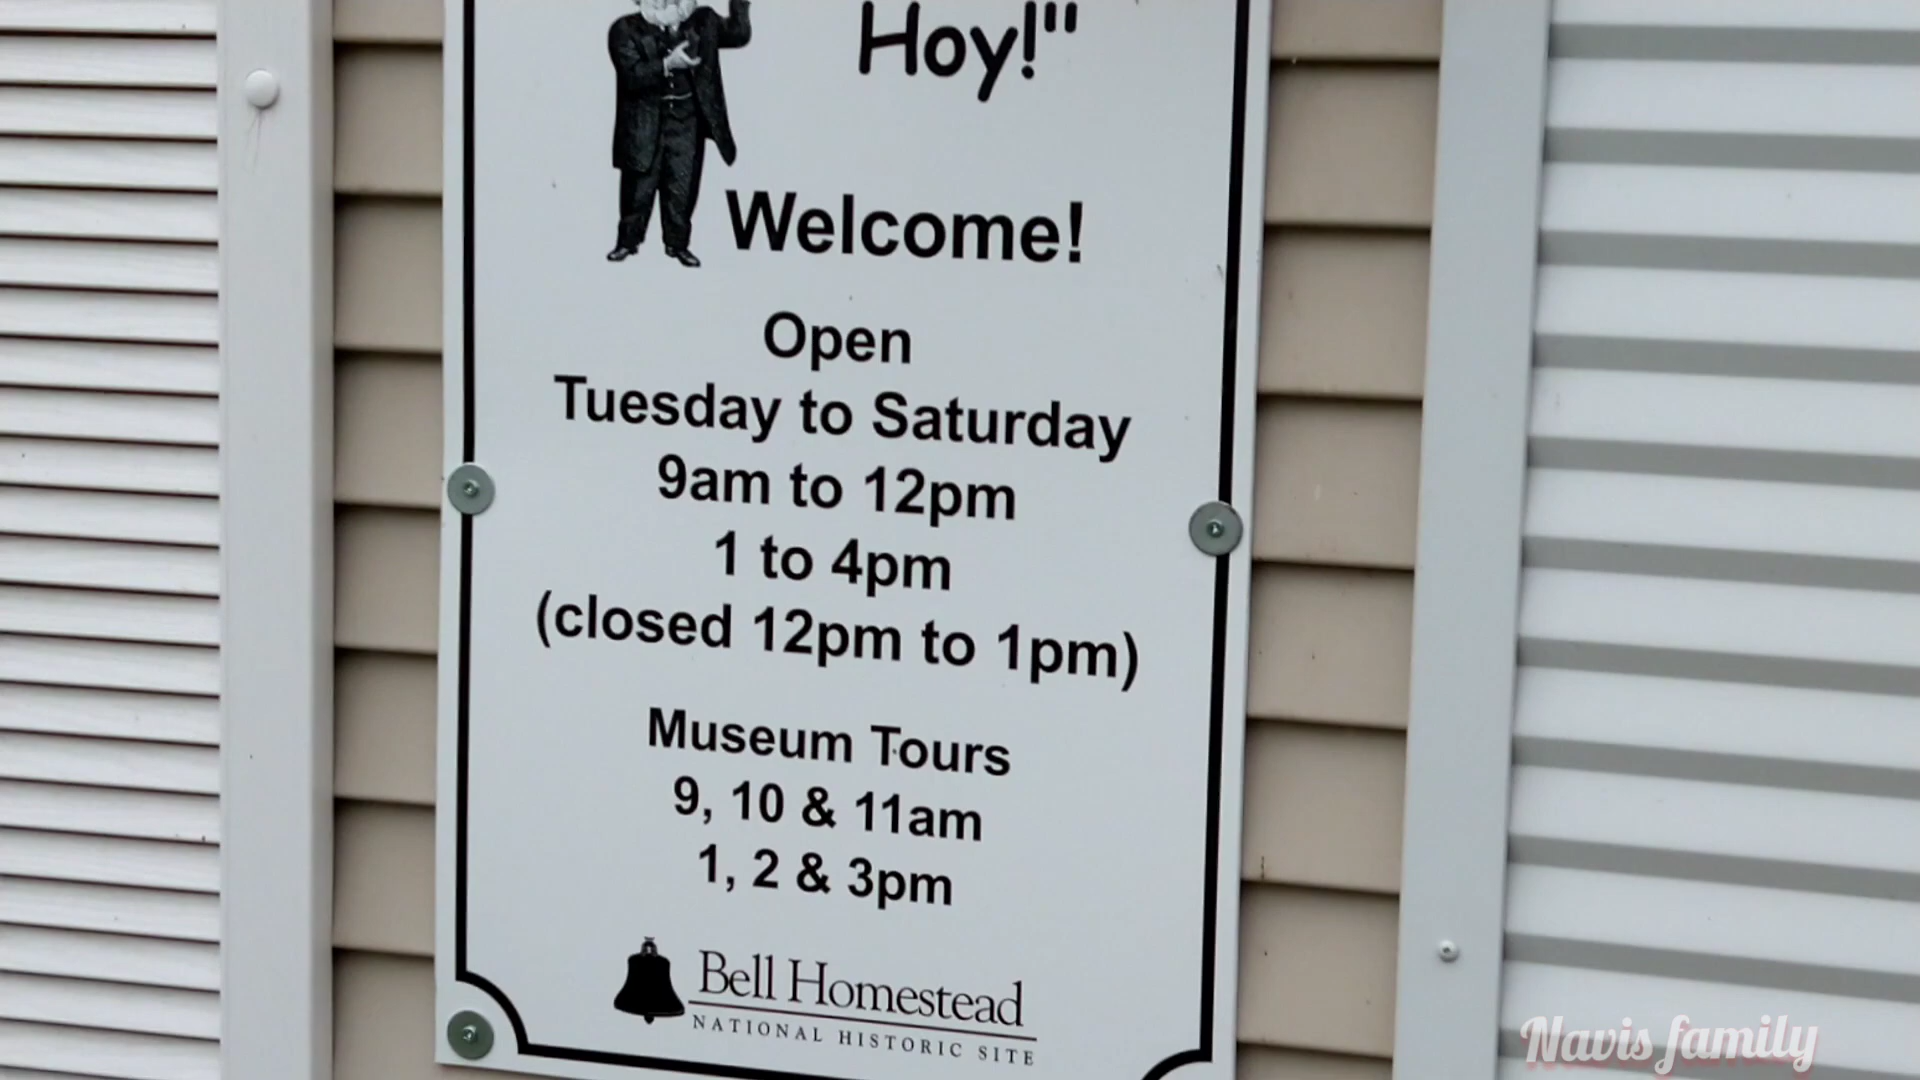 Hoy!"
Welcome!
Open
Tuesday to Saturday
9am to 12pm
1 to 4pm
(closed 12pm to 1pm)
Museum Tours
9, 10 & 11am
1, 2 & 3pm
Bell Homestead
NATIONAL HISTORIC SITE
Navis family